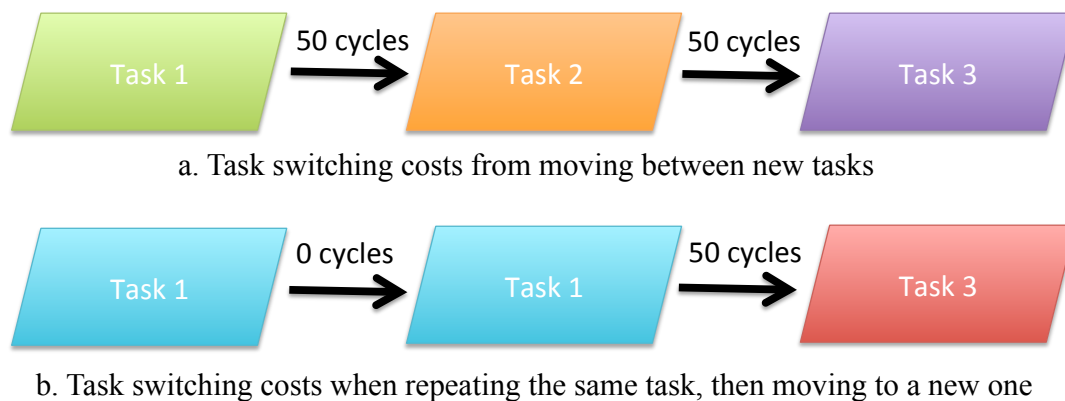 50 cycles 50 cycles
Task 1 Task 2 Task 3
a. Task switching costs from moving between new tasks
0 cycles 50 cycles
Task 1 Task 1 Task 3
b. Task switching costs when repeating the same task, then moving to a new one